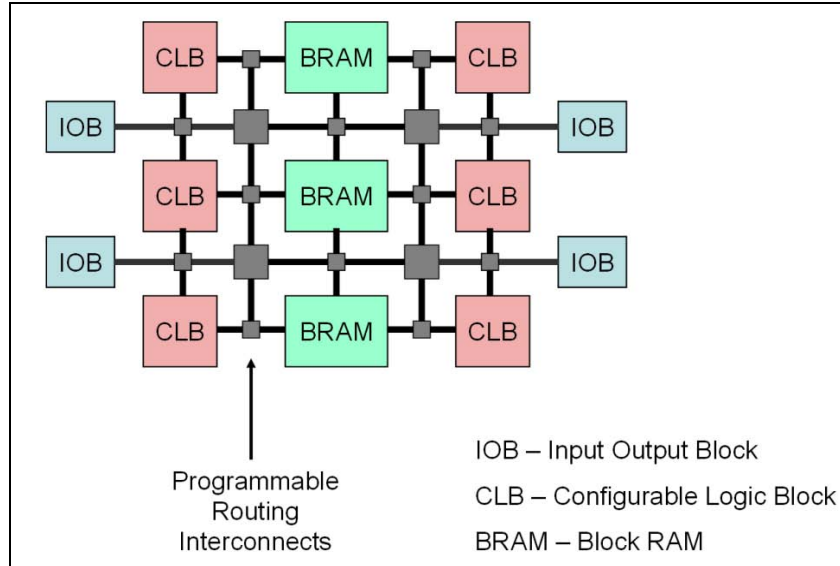 CLB BRAM CLB
IOB IOB
CLB BRAM CLB
IOB IOB
CLB BRAM CLB
Programmable
Routing
Interconnects
IOB – Input Output Block
CLB – Configurable Logic Block
BRAM – Block RAM